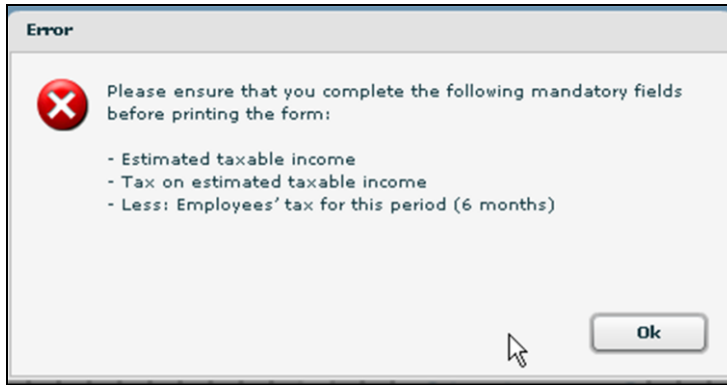 Error
Please ensure that you complete the following mandatory fields
before printing the form:
- Estimated taxable income
- Tax on estimated taxable income
- Less: Employees' tax for this period (6 months)
Ok